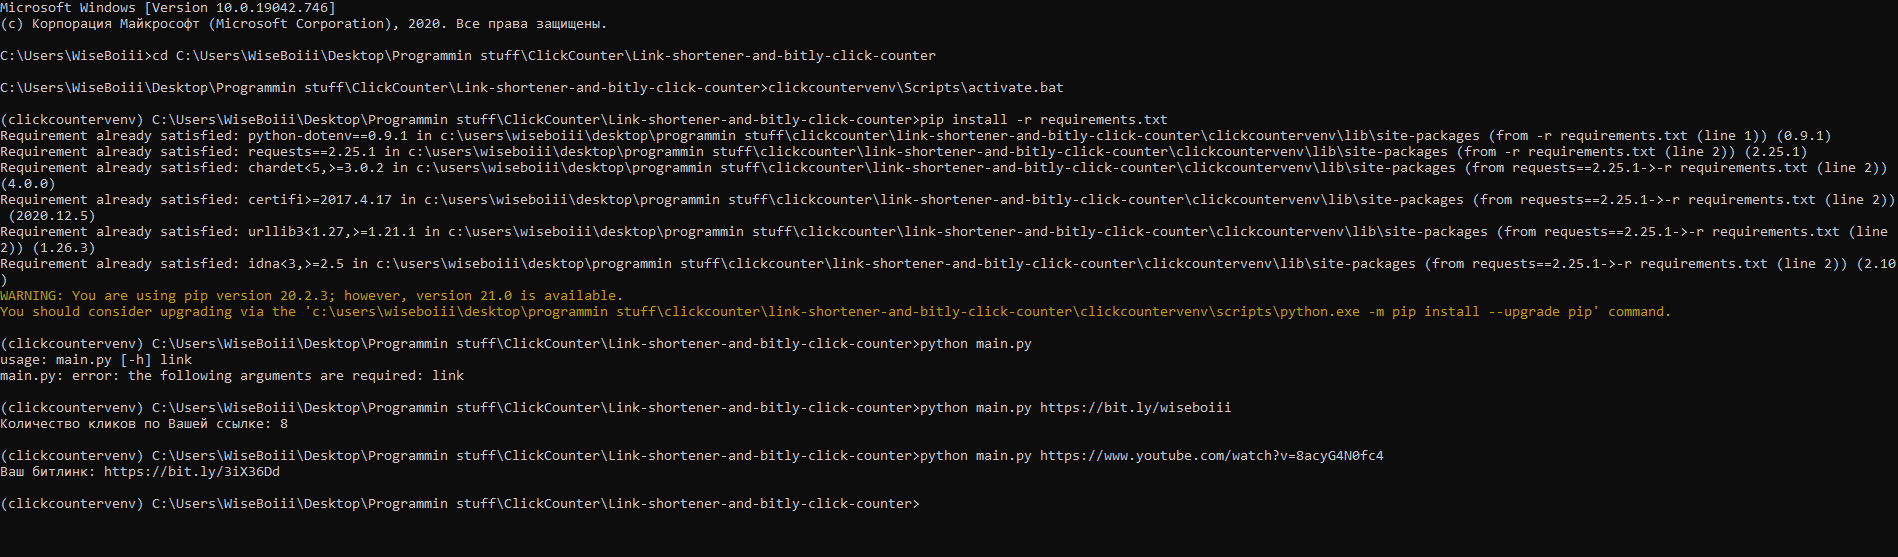 Microsoft Windows [Version 10.0.19042.746]
(c) Корпорация Майкрософт (Microsoft Corporation), 2020. Все права защищены.
C:\Users\WiseBoiii>cd C:\Users\WiseBoiii\Desktop\Programmin stuff\ClickCounter\Link-shortener-and-bitly-click-counter
C:\Users\WiseBoiii\Desktop\Programmin stuff\ClickCounter\Link-shortener-and-bitly-click-counter>clickcountervenv\Scripts\activate.bat
(clickcountervenv) C:\Users\WiseBoiii\Desktop\Programmin stuff\ClickCounter\Link-shortener-and-bitly-click-counter>pip install -r requirements.txt
Requirement already satisfied: python-dotenv==0.9.1 in c:\users\wiseboiii\desktop\programmin stuff\clickcounter\link-shortener-and-bitly-click-counter\clickcountervenv\lib\site-packages (from -r requirements.txt (line 1)) (0.9.1)
Requirement already satisfied: requests==2.25.1 in c:\users\wiseboiii\desktop\programmin stuff\clickcounter\link-shortener-and-bitly-click-counter\clickcountervenv\lib\site-packages (from -r requirements.txt (line 2)) (2.25.1)
Requirement already satisfied: chardet<5,>=3.0.2 in c:\users\wiseboiii\desktop\programmin stuff\clickcounter\link-shortener-and-bitly-click-counter\clickcountervenv\lib\site-packages (from requests==2.25.1->-r requirements.txt (line 2))
(4.0.0)
Requirement already satisfied: certifi>=2017.4.17 in c:\users\wiseboiii\desktop\programmin stuff\clickcounter\link-shortener-and-bitly-click-counter\clickcountervenv\lib\site-packages (from requests==2.25.1->-r requirements.txt (line 2))
(2020.12.5)
Requirement already satisfied: urllib3<1.27,>=1.21.1 in c:\users\wiseboiii\desktop\programmin stuff\clickcounter\link-shortener-and-bitly-click-counter\clickcountervenv\lib\site-packages (from requests==2.25.1->-r requirements.txt (line
2)) (1.26.3)
Requirement already satisfied: idna<3,>=2.5 in c:\users\wiseboiii\desktop\programmin stuff\clickcounter\link-shortener-and-bitly-click-counter\clickcountervenv\lib\site-packages (from requests==2.25.1->-r requirements.txt (line 2)) (2.10
)
WARNING: You are using pip version 20.2.3; however, version 21.0 is available.
You should consider upgrading via the 'c:\users\wiseboiii\desktop\programmin stuff\clickcounter\link-shortener-and-bitly-click-counter\clickcountervenv\scripts\python.exe -m pip install --upgrade pip' command.
(clickcountervenv) C:\Users\WiseBoiii\Desktop\Programmin stuff\ClickCounter\Link-shortener-and-bitly-click-counter>python main.py
usage: main.py [-h] link
main.py: error: the following arguments are required: link
(clickcountervenv) C:\Users\WiseBoiii\Desktop\Programmin stuff\ClickCounter\Link-shortener-and-bitly-click-counter>python main.py https://bit.ly/wiseboiii
Количество кликов по Вашей ссылке: 8
(clickcountervenv) C:\Users\WiseBoiii\Desktop\Programmin stuff\ClickCounter\Link-shortener-and-bitly-click-counter>python main.py https://www.youtube.com/watch?v=8acyG4N0fc4
Ваш битлинк: https://bit.ly/3iX36Dd
(clickcountervenv) C:\Users\WiseBoiii\Desktop\Programmin stuff\ClickCounter\Link-shortener-and-bitly-click-counter>